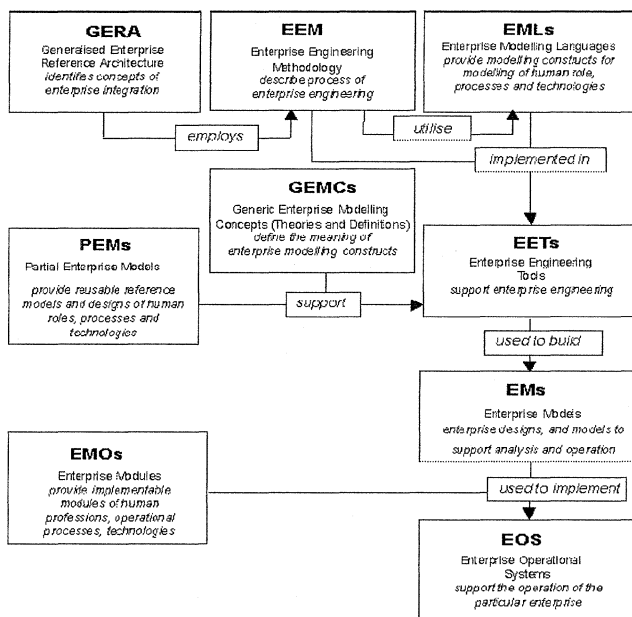 GERA
Generalised Enterprise
Reference Architecture
identifies concepts of
enterprise integration
EEM
Enterprise Engineering
Methodology
describe process of
enterprise engineering
EMLs
Enterprise Modelling Languages
provide modelling constructs for
modelling of human role,
processes and technologies
employs
utilise
implemented in
GEMCs
Generic Enterprise Modelling
Concepts (Theories and Definitions)
define the meaning of
enterprise modelling constructs
PEMs
Partial Enterprise Models
provide reusable reference
models and designs of human
roles, processes and
technologies
support
EETs
Enterprise Engineering
Tools
support enterprise engineering
used to build
EMs
Enterprise Models
enterprise designs, and models to
support analysis and operation
EMOs
Enterprise Modules
provide implementable
modules of human
professions, operational
processes, technologies
used to implement
EOS
Enterprise Operational
Systems
support the operation of the
particular enterprise